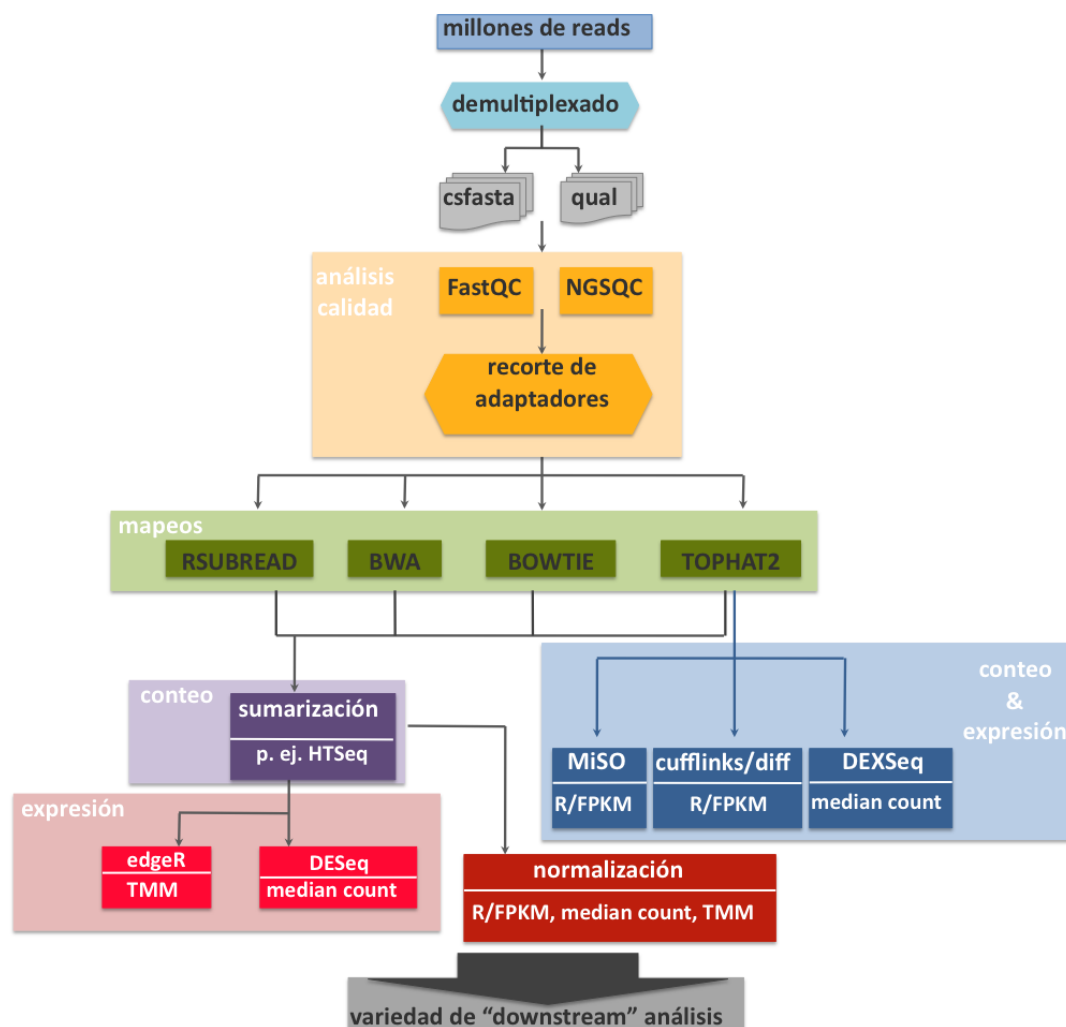 millones de reads
demultiplexado
csfasta
qual
análisis
calidad
FastQC
NGSQC
recorte de
adaptadores
mapeos
RSUBREAD
BWA
BOWTIE
TOPHAT2
conteo
sumarización
p. ej. HTSeq
conteo
&
expresión
MiSO
R/FPKM
cufflinks/diff
R/FPKM
DEXSeq
median count
expresión
edgeR
TMM
DESeq
median count
normalización
R/FPKM, median count, TMM
variedad de “downstream” análisis